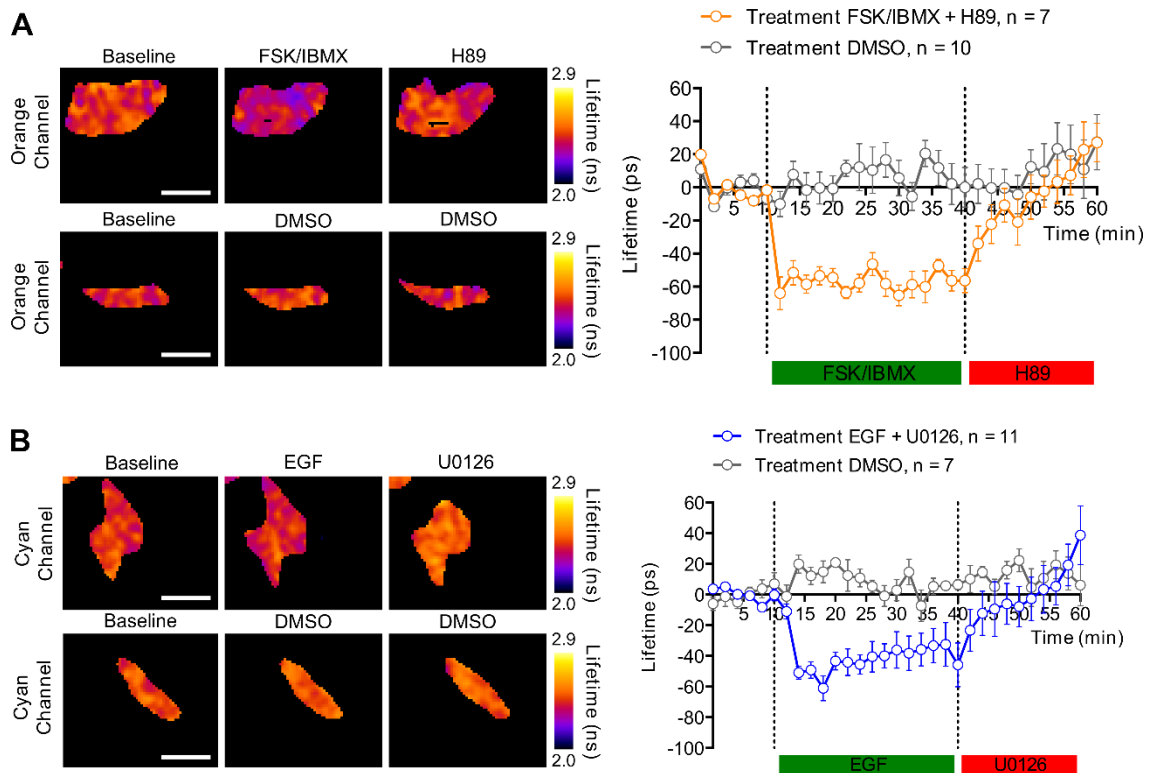 A
Baseline
FSK/IBMX
H89
Orange
Channel
2.9
Lifetime (ns)
2.0
Baseline
DMSO
DMSO
Orange
Channel
2.9
Lifetime (ns)
2.0
Treatment FSK/IBMX + H89, n = 7
Treatment DMSO, n = 10
60
40
20
0
-20
-40
-60
-80
-100
Lifetime (ps)
5 10 15 20 25 30 35 40 45 50 55 60
Time (min)
FSK/IBMX
H89
B
Baseline
EGF
U0126
Cyan
Channel
2.9
Lifetime (ns)
2.0
Baseline
DMSO
DMSO
Cyan
Channel
2.9
Lifetime (ns)
2.0
Treatment EGF + U0126, n = 11
Treatment DMSO, n = 7
60
40
20
0
-20
-40
-60
-80
-100
Lifetime (ps)
5 10 15 20 25 30 35 40 45 50 55 60
Time (min)
EGF
U0126